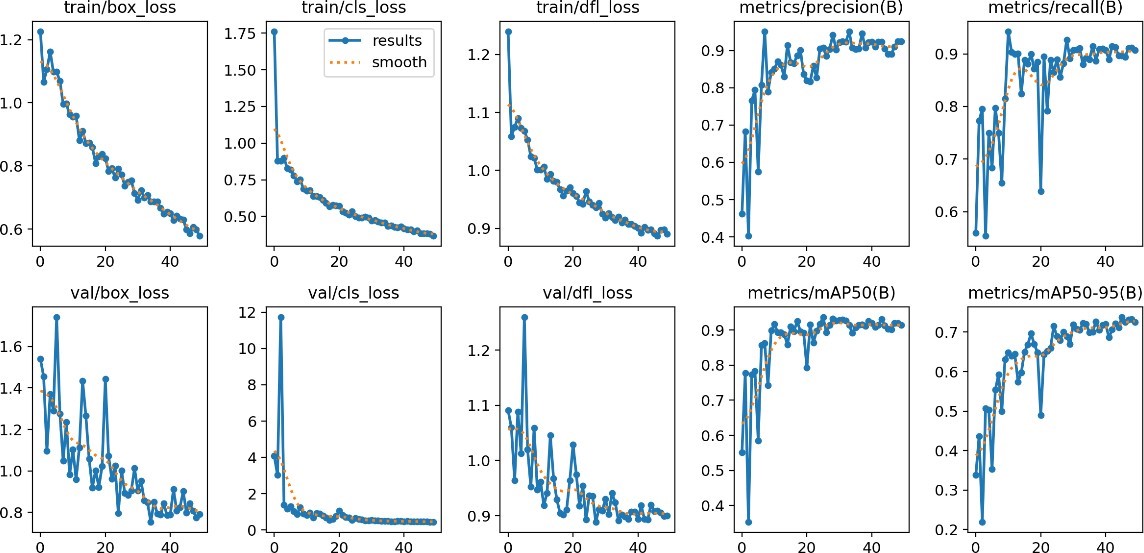 train/box_loss
train/cls_loss
train/dfl_loss
metrics/precision(B)
metrics/recall(B)
1.2
1.0
0.8
0.6
0 20 40
1.75
1.50
1.25
1.00
0.75
0.50
results
smooth
0 20 40
1.2
1.1
1.0
0.9
0 20 40
0.9
0.8
0.7
0.6
0.5
0.4
0 20 40
0.9
0.8
0.7
0.6
0 20 40
val/box_loss
val/cls_loss
val/dfl_loss
metrics/mAP50(B)
metrics/mAP50-95(B)
1.6
1.4
1.2
1.0
0.8
0 20 40
12
10
8
6
4
2
0
0 20 40
1.2
1.1
1.0
0.9
0 20 40
0.9
0.8
0.7
0.6
0.5
0.4
0 20 40
0.7
0.6
0.5
0.4
0.3
0.2
0 20 40